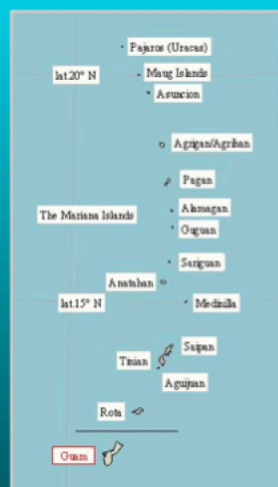 Pajaros (Uracas)
lat.20° N
Maug Islands
Asuncion
Agrigan/Agrihan
Pagan
The Mariana Islands
Alamagan
Guguan
Sariguan
Anatahan
lat.15° N
Medinilla
Saipan
Tinian
Aguijuan
Rota
Guam